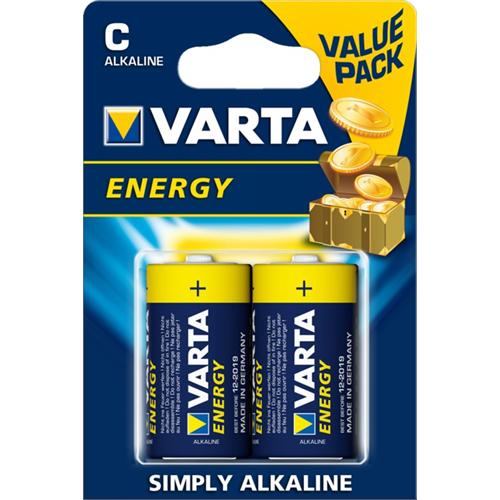 C
ALKALINE
VALUE
PACK
VARTA
ENERGY
+
+
VARTA
ENERGY
BEST BEFORE 12-2019
MADE IN GERMANY
ALKALINE
VARTA
ENERGY
BEST BEFORE 12-2019
MADE IN GERMANY
ALKALINE
SIMPLY ALKALINE